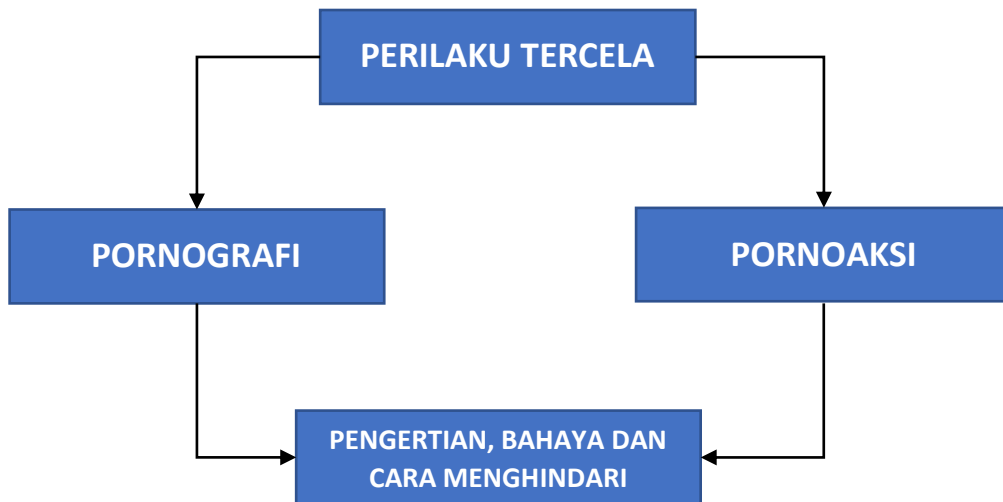 PERILAKU TERCELA
PORNOGRAFI
PORNOAKSI
PENGERTIAN, BAHAYA DAN
CARA MENGHINDARI